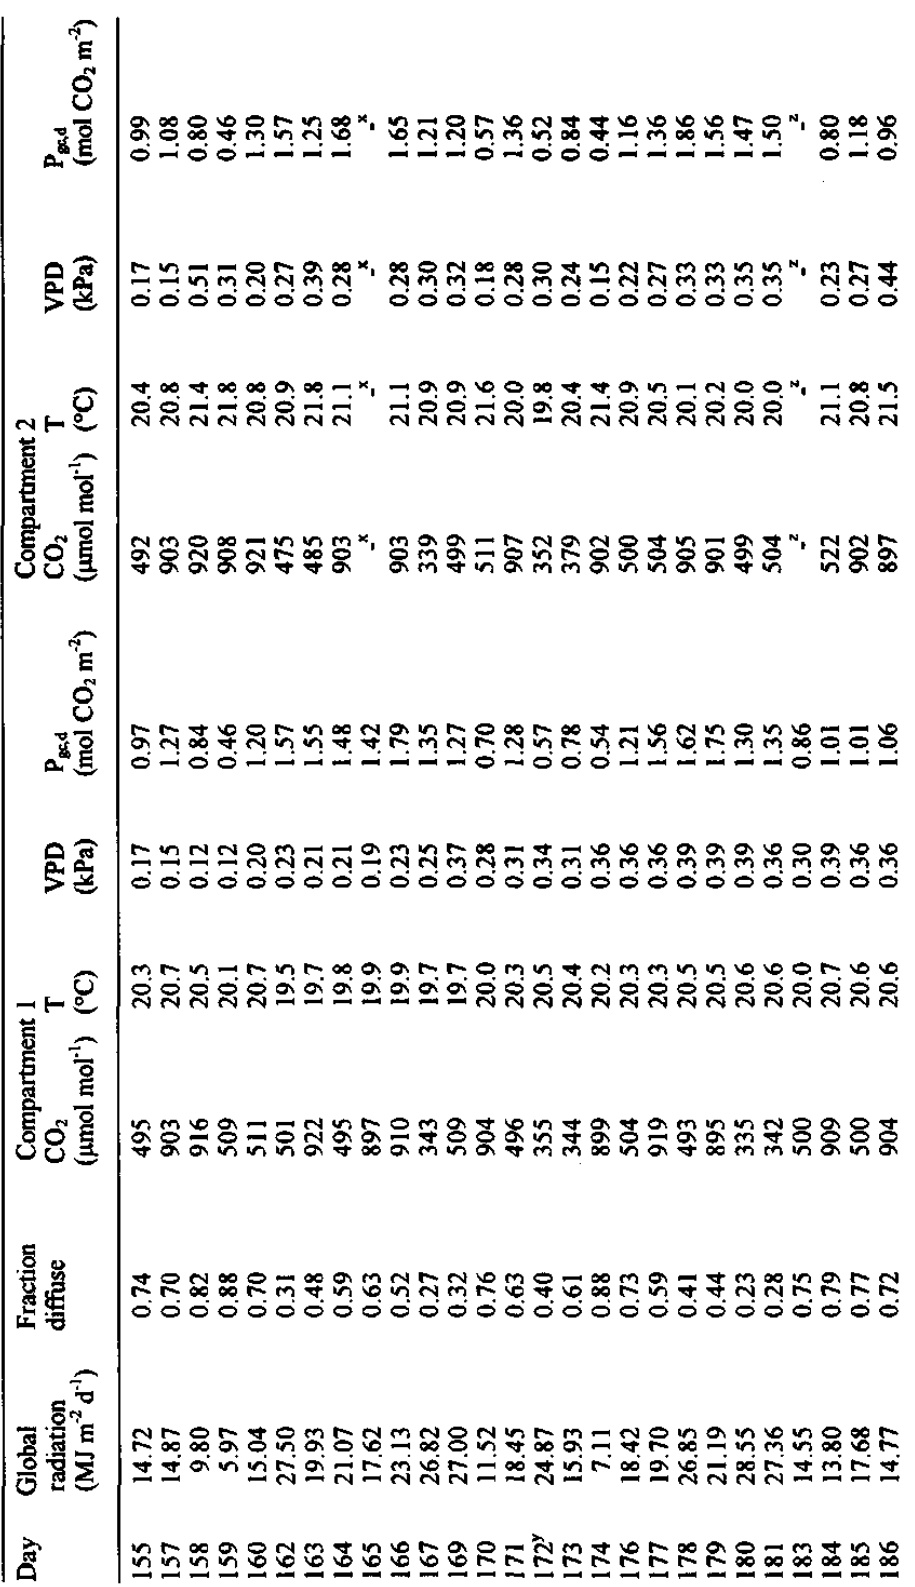 Compartment 1 Compartment 2
Day Global radiation (MJ m⁻² d⁻¹) Fraction diffuse CO₂ (µmol mol⁻¹) T (°C) VPD (kPa) P_gc,d (mol CO₂ m⁻²) CO₂ (µmol mol⁻¹) T (°C) VPD (kPa) P_gc,d (mol CO₂ m⁻²)
155 14.72 0.74 495 20.3 0.17 0.97 492 20.4 0.17 0.99
157 14.87 0.70 903 20.7 0.15 1.27 903 20.8 0.15 1.08
158 9.80 0.82 916 20.5 0.12 0.84 920 21.4 0.51 0.80
159 5.97 0.88 509 20.1 0.12 0.46 908 21.8 0.31 0.46
160 15.04 0.70 511 20.7 0.20 1.20 921 20.8 0.20 1.30
162 27.50 0.31 501 19.5 0.23 1.57 475 20.9 0.27 1.57
163 19.93 0.48 922 19.7 0.21 1.55 485 21.8 0.39 1.25
164 21.07 0.59 495 19.8 0.21 1.48 903 21.1 0.28 1.68
165 17.62 0.63 897 19.9 0.19 1.42 -ˣ -ˣ -ˣ -ˣ
166 23.13 0.52 910 19.9 0.23 1.79 903 21.1 0.28 1.65
167 26.82 0.27 343 19.7 0.25 1.35 339 20.9 0.30 1.21
169 27.00 0.32 509 19.7 0.37 1.27 499 20.9 0.32 1.20
170 11.52 0.76 904 20.0 0.28 0.70 511 21.6 0.18 0.57
171 18.45 0.63 496 20.3 0.31 1.28 907 20.0 0.28 1.36
172ʸ 24.87 0.40 355 20.5 0.34 0.57 352 19.8 0.30 0.52
173 15.93 0.61 344 20.4 0.31 0.78 379 20.4 0.24 0.84
174 7.11 0.88 899 20.2 0.36 0.54 902 21.4 0.15 0.44
176 18.42 0.73 504 20.3 0.36 1.21 500 20.9 0.22 1.16
177 19.70 0.59 919 20.3 0.36 1.56 504 20.5 0.27 1.36
178 26.85 0.41 493 20.5 0.39 1.62 905 20.1 0.33 1.86
179 21.19 0.44 895 20.5 0.39 1.75 901 20.2 0.33 1.56
180 28.55 0.23 335 20.6 0.39 1.30 499 20.0 0.35 1.47
181 27.36 0.28 342 20.6 0.36 1.35 504 20.0 0.35 1.50
183 14.55 0.75 500 20.0 0.30 0.86 -ᶻ -ᶻ -ᶻ -ᶻ
184 13.80 0.79 909 20.7 0.39 1.01 522 21.1 0.23 0.80
185 17.68 0.77 500 20.6 0.36 1.01 902 20.8 0.27 1.18
186 14.77 0.72 904 20.6 0.36 1.06 897 21.5 0.44 0.96